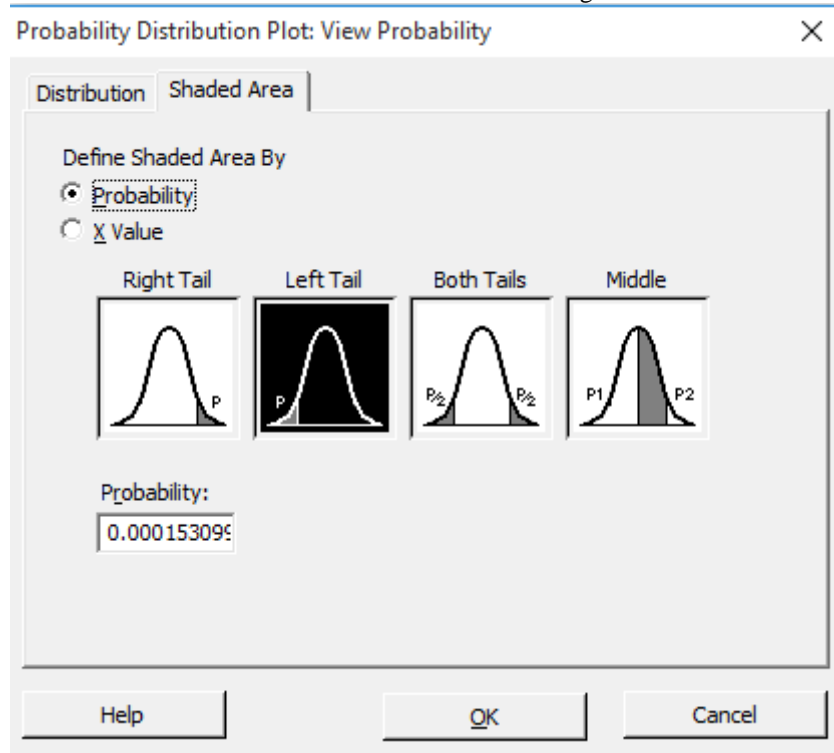 Probability Distribution Plot: View Probability
Distribution Shaded Area
Define Shaded Area By
Probability
X Value
Right Tail Left Tail Both Tails Middle
P P P/2 P/2 P1 P2
Probability:
0.000153099
Help OK Cancel